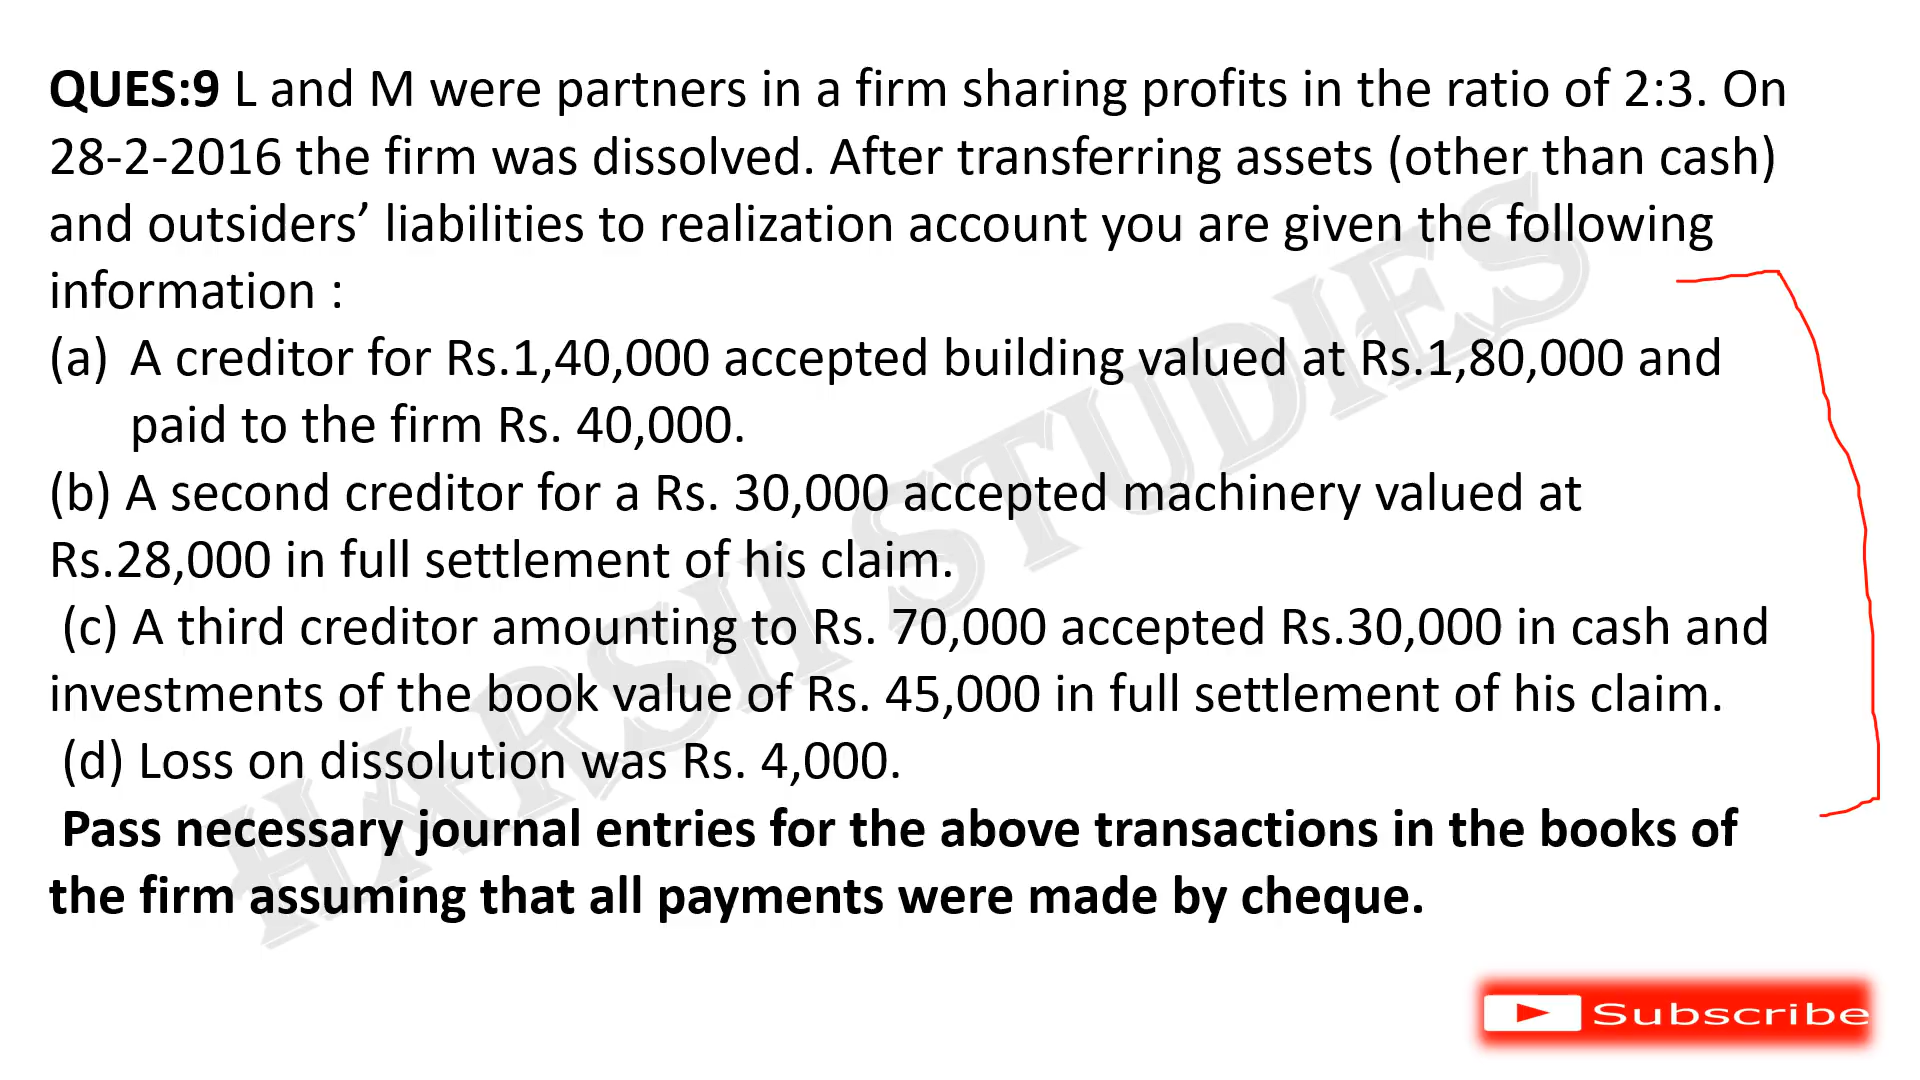 QUES:9 L and M were partners in a firm sharing profits in the ratio of 2:3. On
28-2-2016 the firm was dissolved. After transferring assets (other than cash)
and outsiders’ liabilities to realization account you are given the following
information :
(a) A creditor for Rs.1,40,000 accepted building valued at Rs.1,80,000 and
paid to the firm Rs. 40,000.
(b) A second creditor for a Rs. 30,000 accepted machinery valued at
Rs.28,000 in full settlement of his claim.
(c) A third creditor amounting to Rs. 70,000 accepted Rs.30,000 in cash and
investments of the book value of Rs. 45,000 in full settlement of his claim.
(d) Loss on dissolution was Rs. 4,000.
Pass necessary journal entries for the above transactions in the books of
the firm assuming that all payments were made by cheque.
HARSH STUDIES
Subscribe